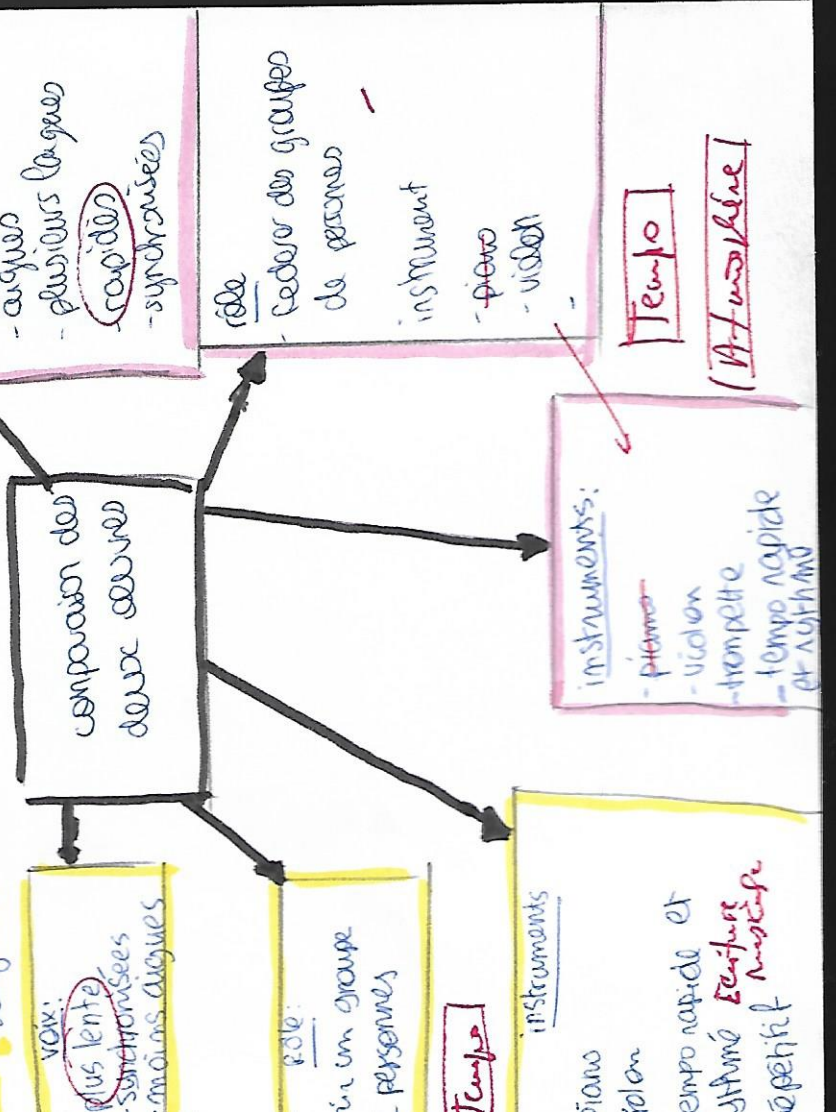 comparaison des
deux œuvres
- aigues
- plusieurs langues
- rapides
- synchronisées
rôle
- federer des groupes
de personnes
instrument
- piano
- violon
-
Tempo
Atmosphère
instruments:
- piano
- violon
- trompette
- tempo rapide
et rythmé
voix:
plus lente
- synchronisées
- moins aigues
Rôle:
un groupe
personnes
Tempo
instruments
piano
violon
tempo rapide et
rythmé
Ecriture
musicale
répétitif